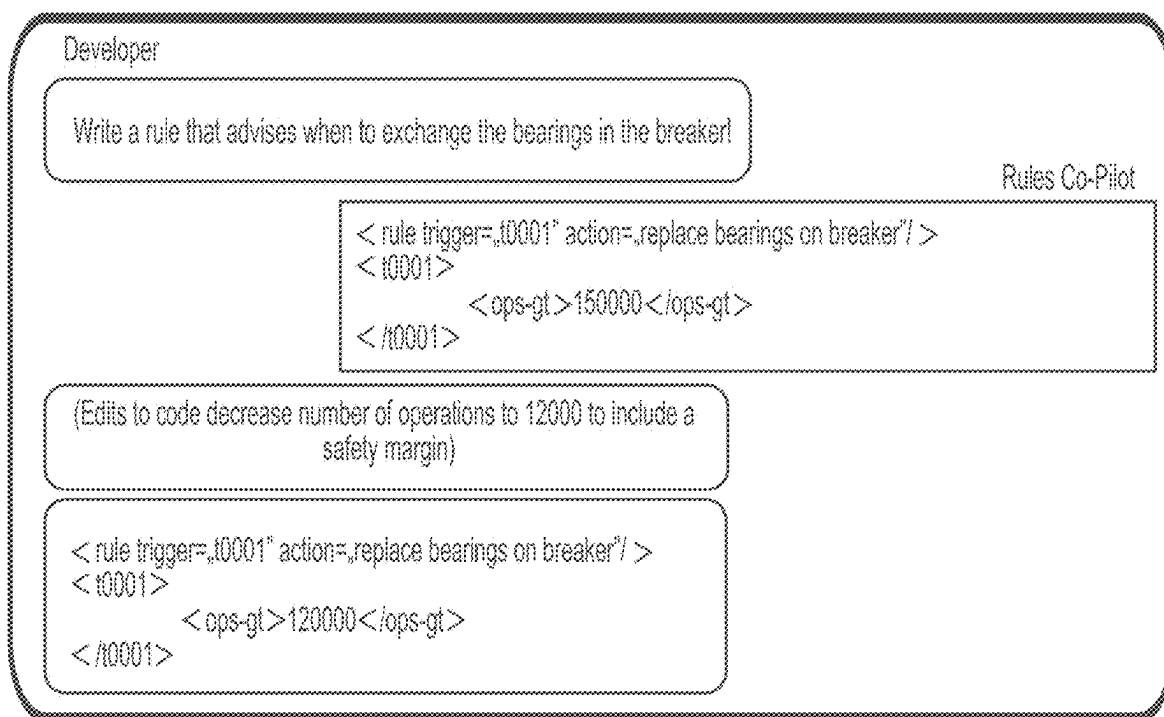 Developer
Write a rule that advises when to exchange the bearings in the breaker!
Rules Co-Pilot
< rule trigger=„t0001” action=„replace bearings on breaker”/ >
< t0001>
<ops-gt>150000</ops-gt>
< /t0001>
(Edits to code decrease number of operations to 12000 to include a
safety margin)
< rule trigger=„t0001” action=„replace bearings on breaker”/ >
< t0001>
<ops-gt>120000</ops-gt>
< /t0001>